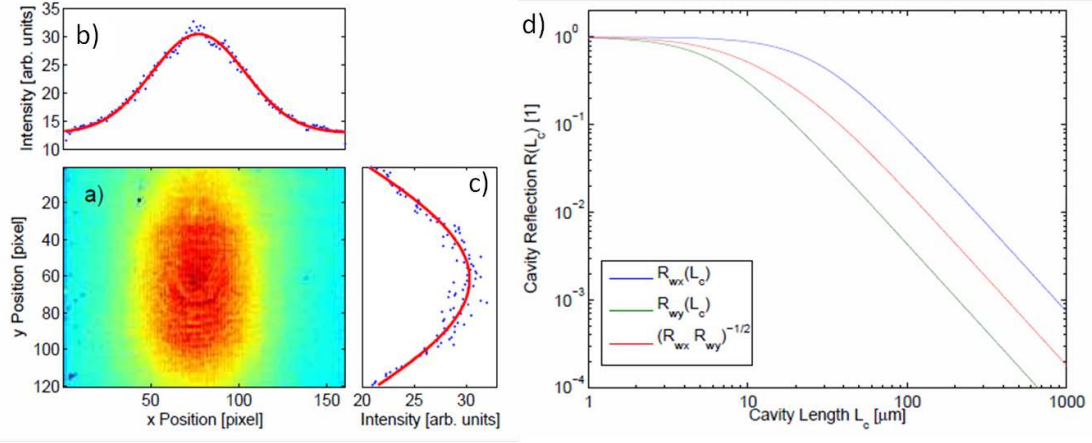 b)
35
30
25
20
15
10
Intensity [arb. units]
a)
20
40
60
80
100
120
y Position [pixel]
50
100
150
x Position [pixel]
c)
20
25
30
Intensity [arb. units]
d)
10^0
10^-1
10^-2
10^-3
10^-4
Cavity Reflection R(L_c) [1]
R_wx(L_c)
R_wy(L_c)
(R_wx R_wy)^-1/2
1
10
100
1000
Cavity Length L_c [µm]